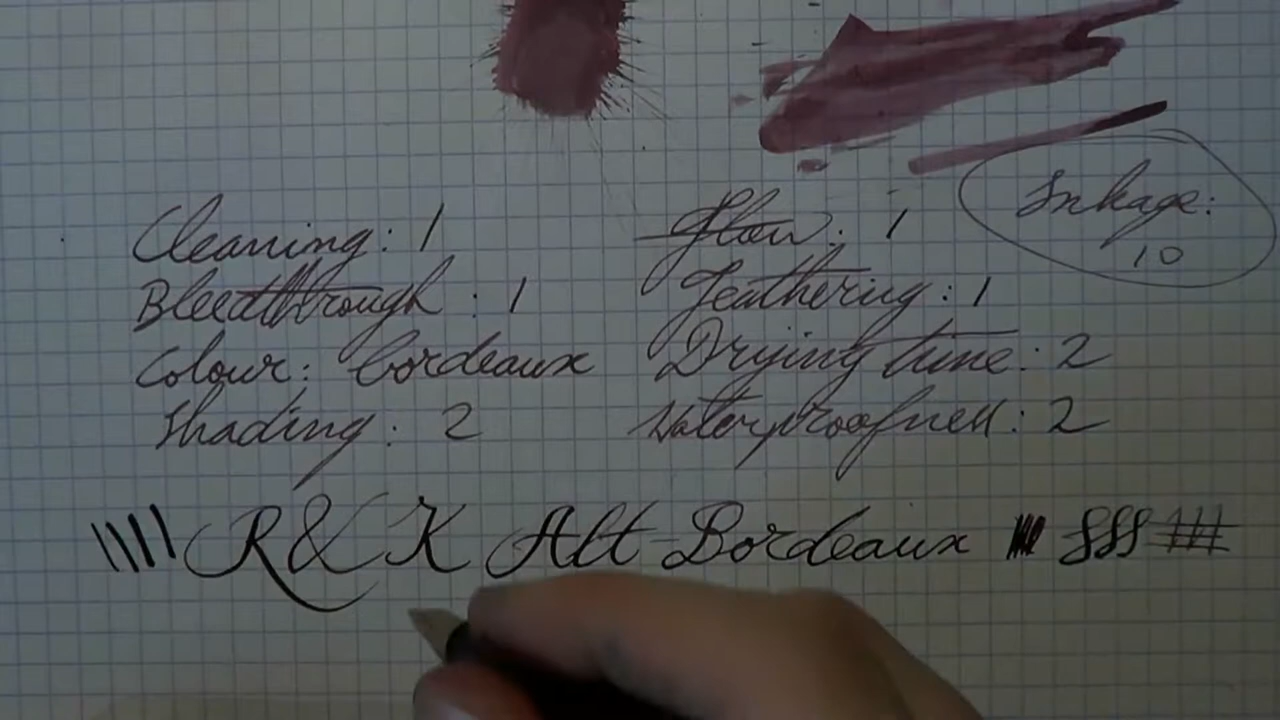 Cleaning: 1
Bleedthrough: 1
Colour: bordeaux
Shading: 2
Flow: 1
Feathering: 1
Drying time: 2
Waterproofness: 2
Inkage:
10
R&K Alt-Bordeaux